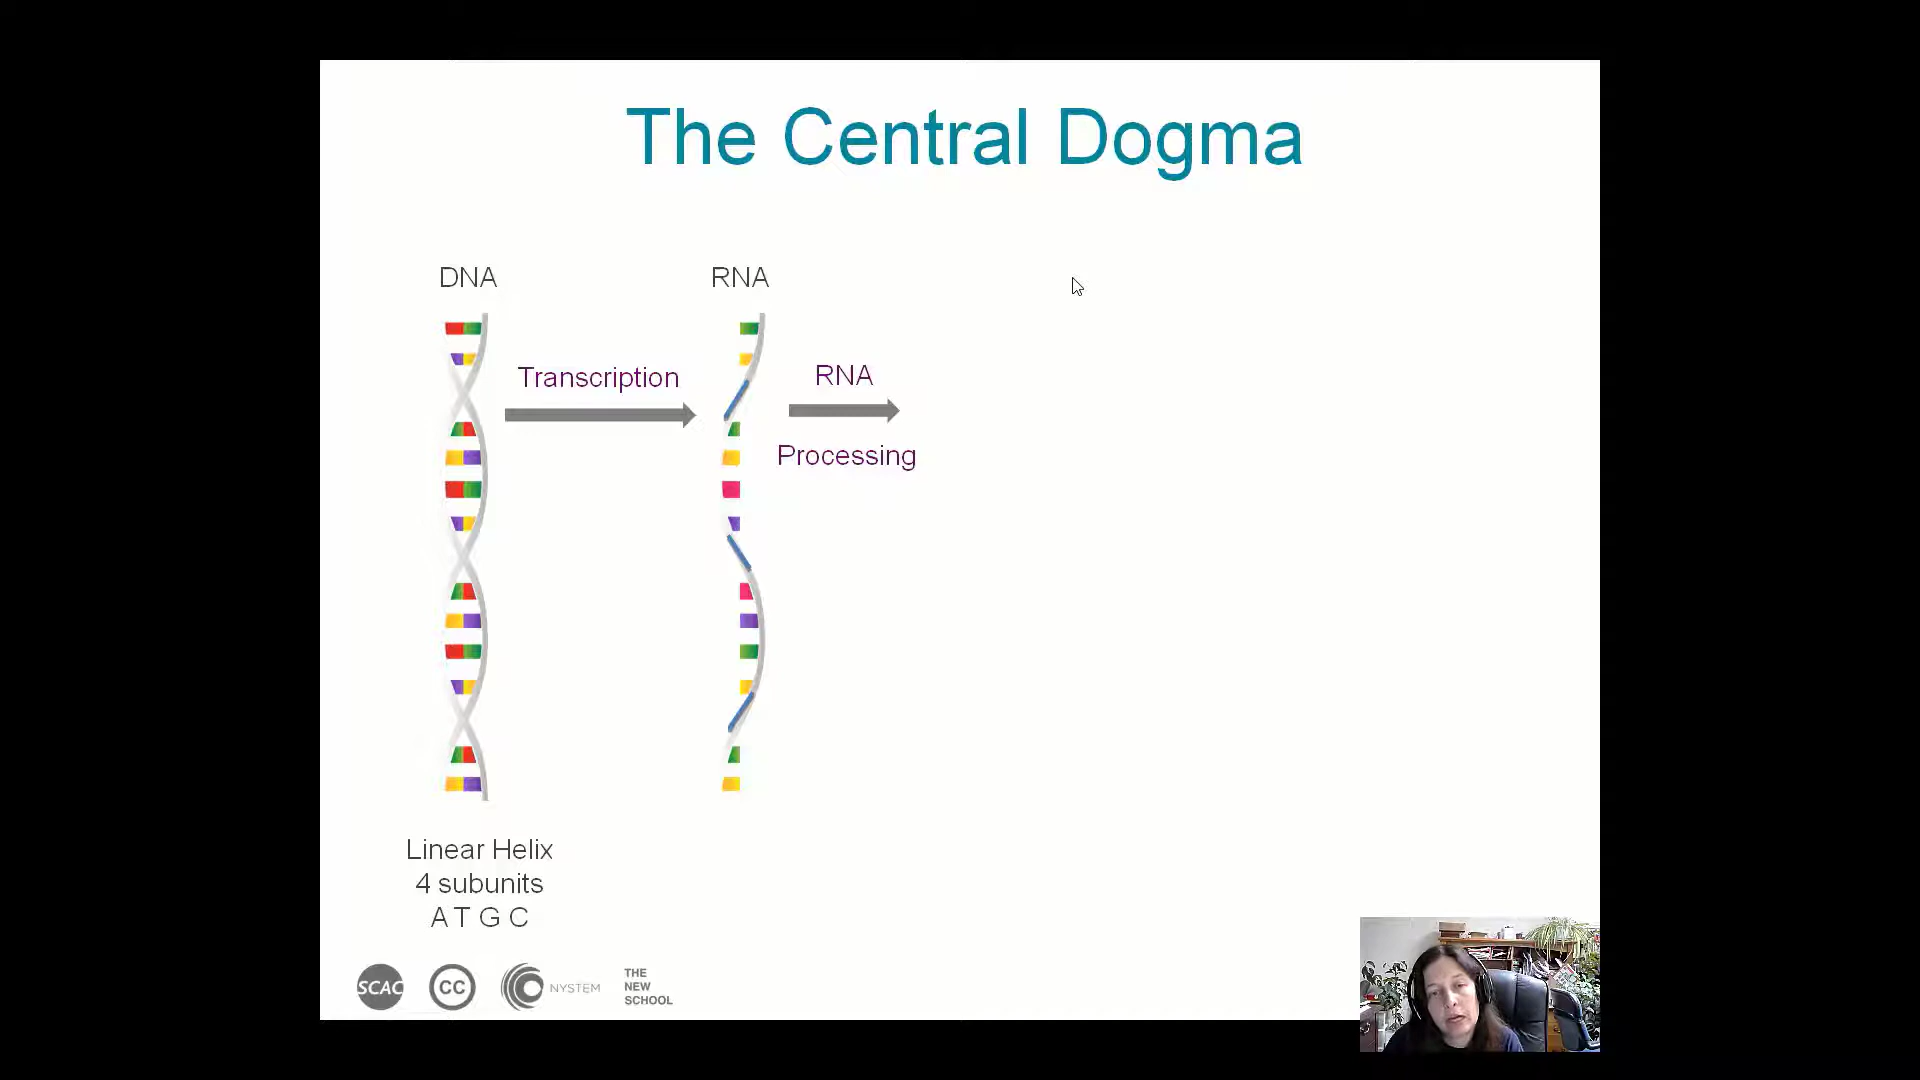 The Central Dogma
DNA
RNA
Transcription
RNA
Processing
Linear Helix
4 subunits
A T G C
SCAC
CC
NYSTEM
THE
NEW
SCHOOL